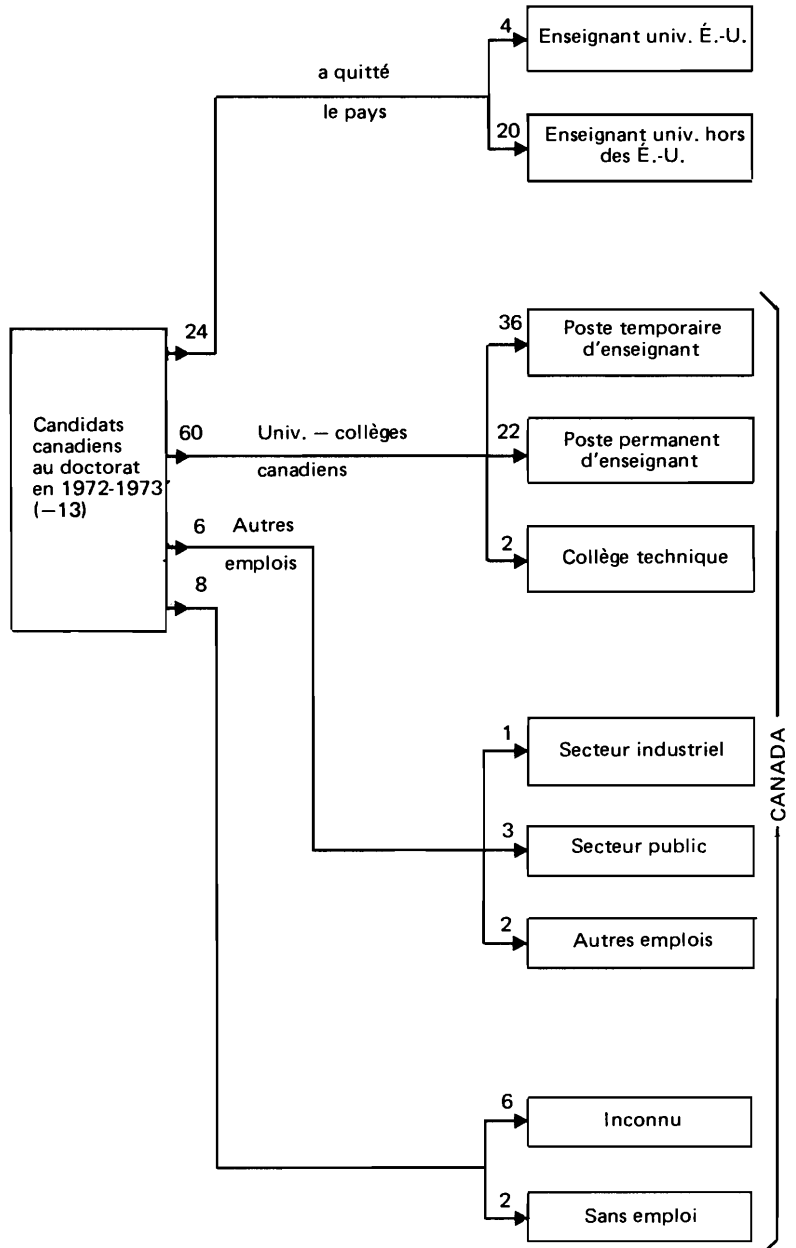 4
Enseignant univ. É.-U.
a quitté
le pays
20
Enseignant univ. hors
des É.-U.
24
36
Poste temporaire
d'enseignant
Candidats
canadiens
au doctorat
en 1972-1973
(—13)
60
Univ. — collèges
canadiens
22
Poste permanent
d'enseignant
6
Autres
emplois
2
Collège technique
8
1
Secteur industriel
3
Secteur public
2
Autres emplois
CANADA
6
Inconnu
2
Sans emploi